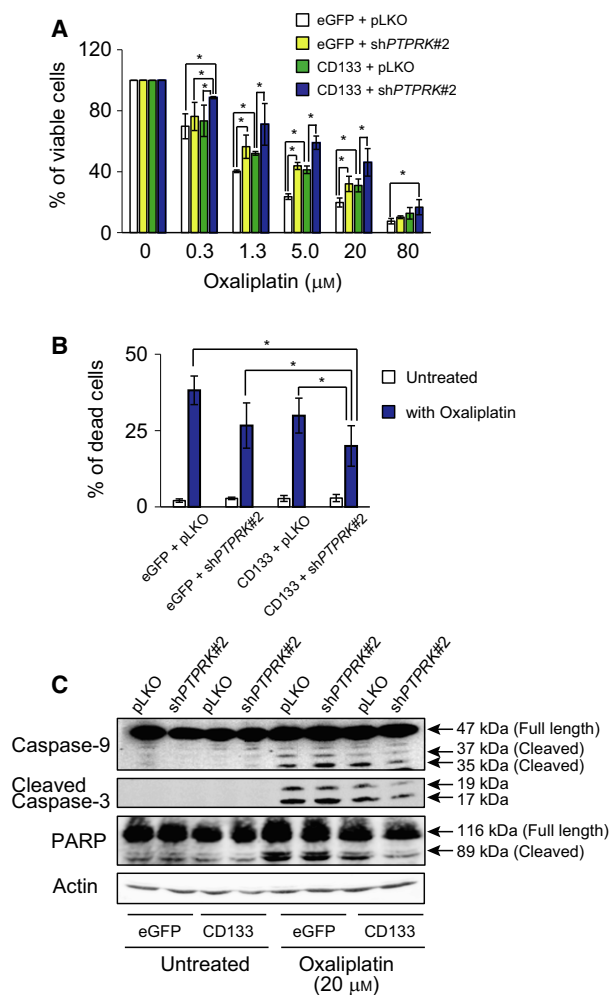 A
eGFP + pLKO
eGFP + shPTPRK#2
CD133 + pLKO
CD133 + shPTPRK#2
% of viable cells
120
80
40
0
* * * * * * * * * * * * *
0 0.3 1.3 5.0 20 80
Oxaliplatin (μM)
B
% of dead cells
50
25
0
* * *
Untreated
with Oxaliplatin
eGFP + pLKO
eGFP + shPTPRK#2
CD133 + pLKO
CD133 + shPTPRK#2
C
pLKO shPTPRK#2 pLKO shPTPRK#2 pLKO shPTPRK#2 pLKO shPTPRK#2
Caspase-9
47 kDa (Full length)
37 kDa (Cleaved)
35 kDa (Cleaved)
Cleaved
Caspase-3
19 kDa
17 kDa
PARP
116 kDa (Full length)
89 kDa (Cleaved)
Actin
eGFP CD133 eGFP CD133
Untreated Oxaliplatin
(20 μM)